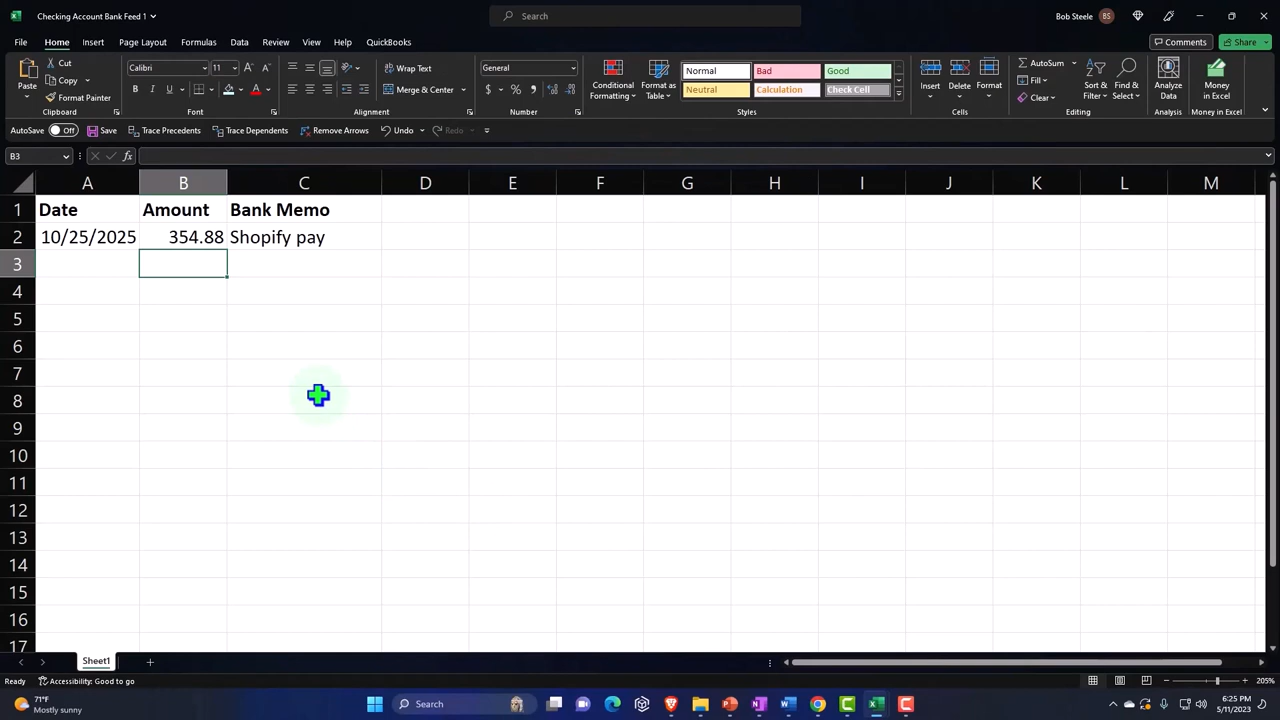 Checking Account Bank Feed 1
Search
Bob Steele BS
File Home Insert Page Layout Formulas Data Review View Help QuickBooks
Comments Share
Paste Cut Copy Format Painter
Calibri 11
B I U
Wrap Text
Merge & Center
General
$ % ,
Conditional Formatting Format as Table
Normal Bad Good
Neutral Calculation Check Cell
Insert Delete Format
AutoSum Fill Clear
Sort & Filter Find & Select
Analyze Data
Money in Excel
Clipboard Font Alignment Number Styles Cells Editing Analysis Money in Excel
AutoSave Off Save Trace Precedents Trace Dependents Remove Arrows Undo Redo
B3 fx
A B C D E F G H I J K L M
1 Date Amount Bank Memo
2 10/25/2025 354.88 Shopify pay
3
4
5
6
7
8
9
10
11
12
13
14
15
16
17
Sheet1
Ready Accessibility: Good to go 205%
71°F
Mostly sunny
Search
6:25 PM
5/11/2023